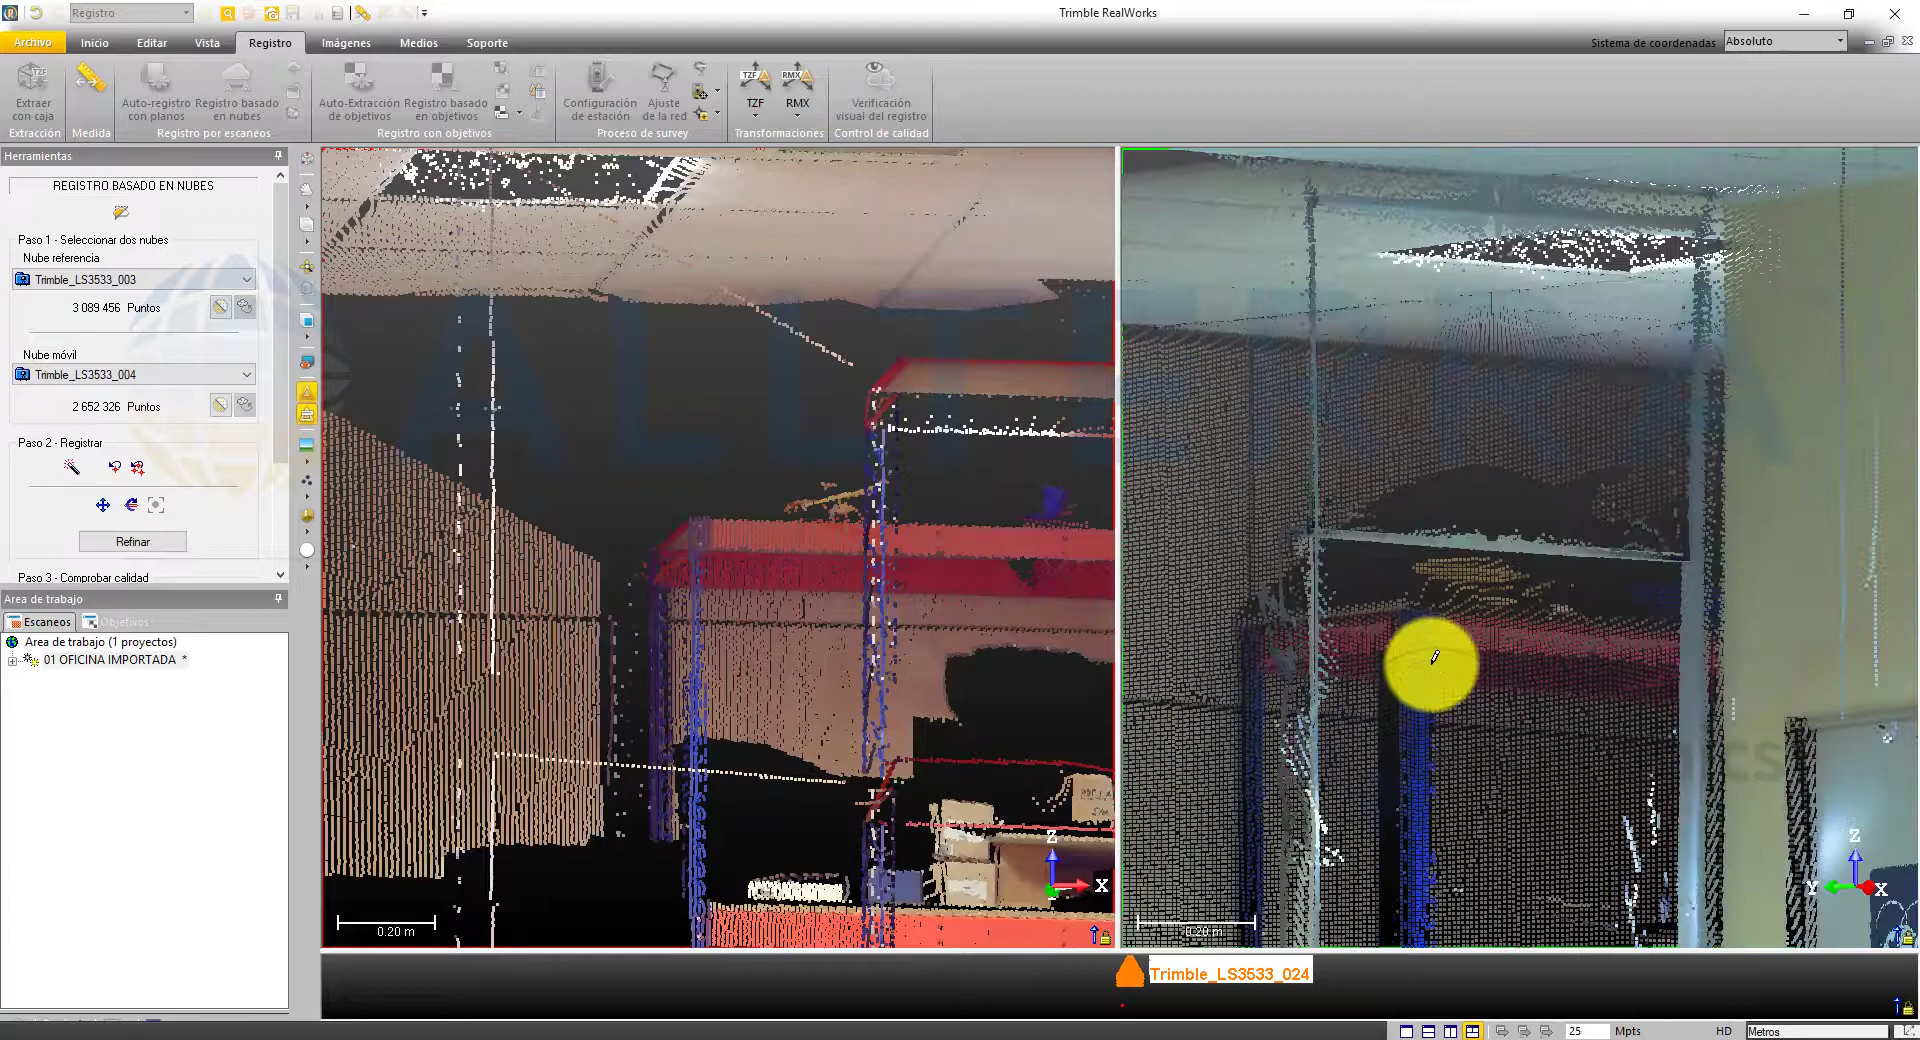 Registro
Trimble RealWorks
Archivo
Inicio
Editar
Vista
Registro
Imágenes
Medios
Soporte
Sistema de coordenadas
Absoluto
Extraer
con caja
Extracción
Medida
Auto-registro
con planos
Registro basado
en nubes
Registro por escaneos
Auto-Extracción
de objetivos
Registro basado
en objetivos
Registro con objetivos
Configuración
de estación
Ajuste
de la red
Proceso de survey
TZF
TZF
RMX
RMX
Transformaciones
Verificación
visual del registro
Control de calidad
Herramientas
REGISTRO BASADO EN NUBES
Paso 1 - Seleccionar dos nubes
Nube referencia
Trimble_LS3533_003
3 089 456 Puntos
Nube móvil
Trimble_LS3533_004
2 652 326 Puntos
Paso 2 - Registrar
Refinar
Paso 3 - Comprobar calidad
Area de trabajo
Escaneos
Objetivos
Area de trabajo (1 proyectos)
01 OFICINA IMPORTADA *
0.20 m
Z
X
0.20 m
Z
Y
X
Trimble_LS3533_024
25
Mpts
HD
Metros